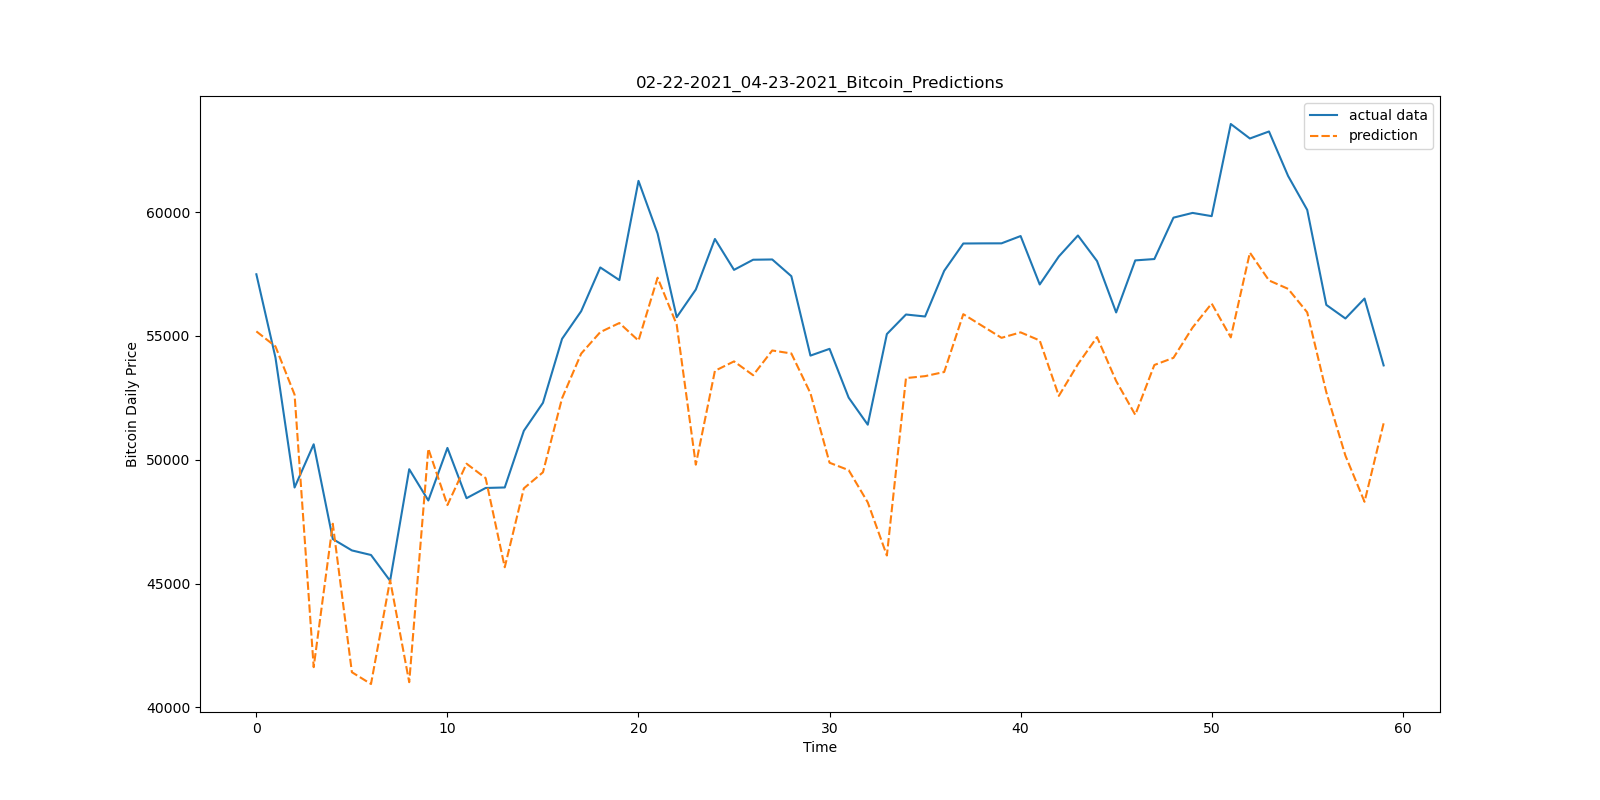 02-22-2021_04-23-2021_Bitcoin_Predictions
actual data
prediction
Bitcoin Daily Price
60000
55000
50000
45000
40000
0 10 20 30 40 50 60
Time